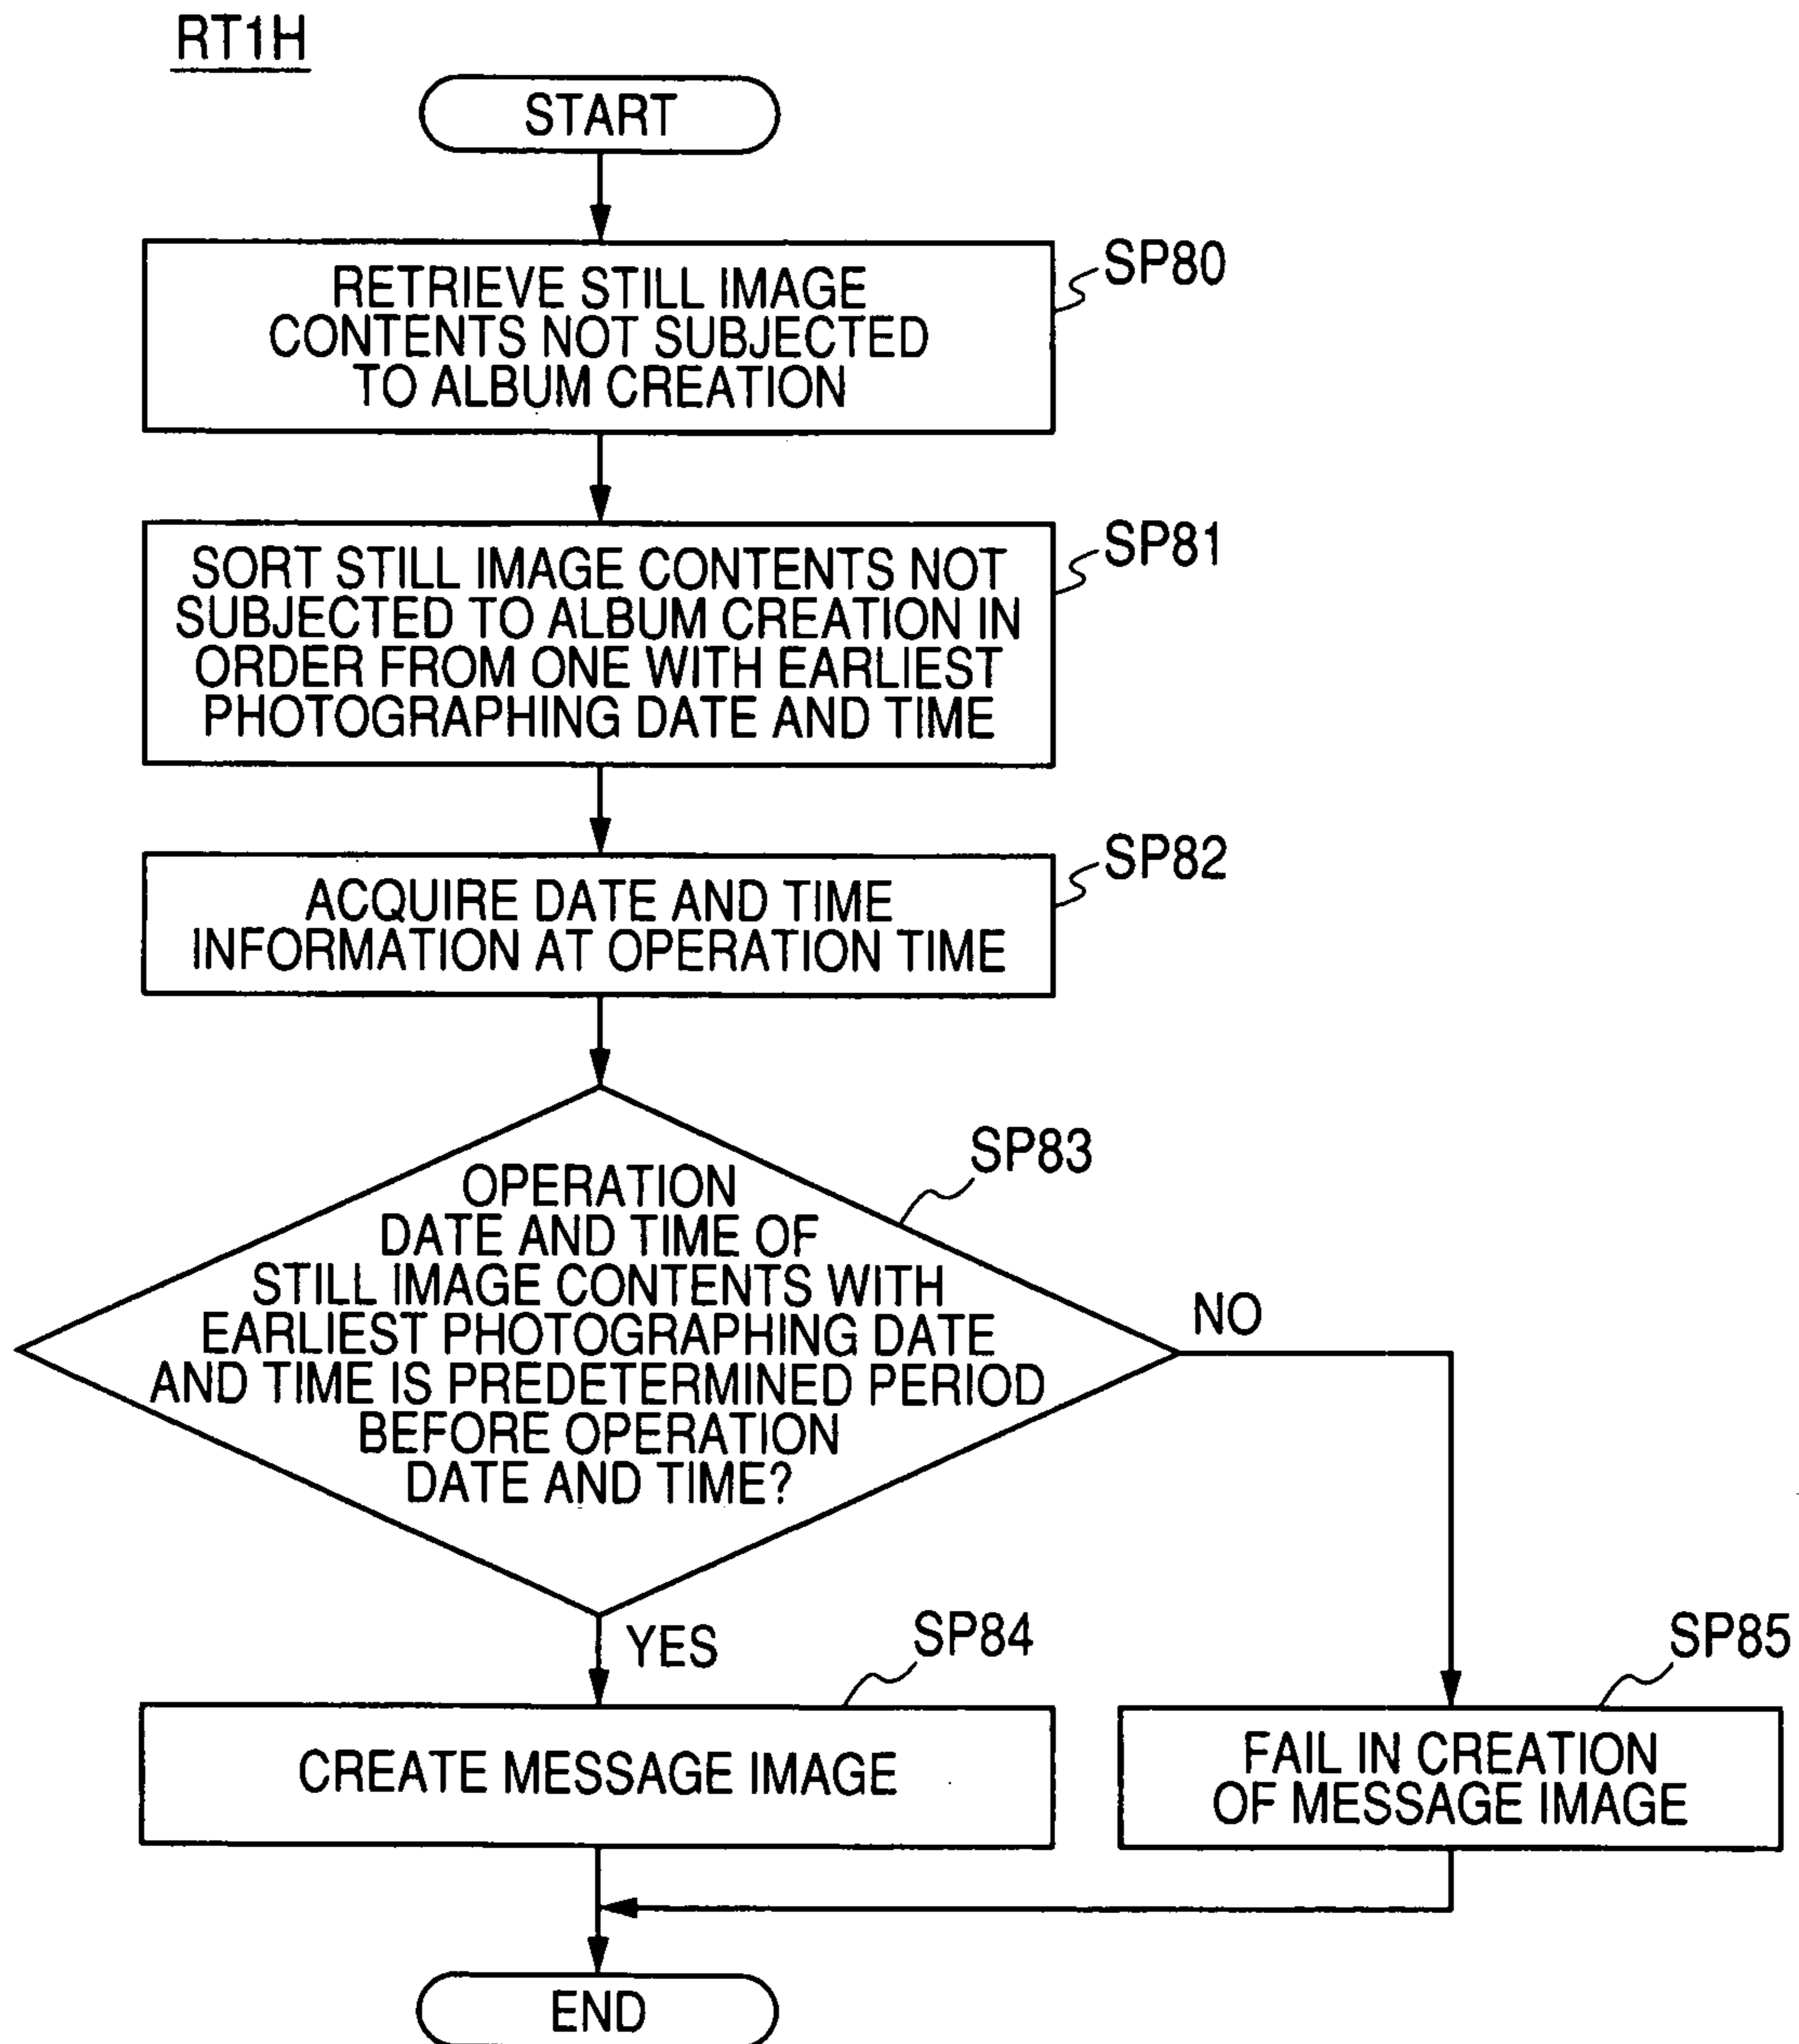 RT1H
START
RETRIEVE STILL IMAGE
CONTENTS NOT SUBJECTED
TO ALBUM CREATION
SP80
SORT STILL IMAGE CONTENTS NOT
SUBJECTED TO ALBUM CREATION IN
ORDER FROM ONE WITH EARLIEST
PHOTOGRAPHING DATE AND TIME
SP81
ACQUIRE DATE AND TIME
INFORMATION AT OPERATION TIME
SP82
OPERATION
DATE AND TIME OF
STILL IMAGE CONTENTS WITH
EARLIEST PHOTOGRAPHING DATE
AND TIME IS PREDETERMINED PERIOD
BEFORE OPERATION
DATE AND TIME?
SP83
NO
YES
SP84
CREATE MESSAGE IMAGE
SP85
FAIL IN CREATION
OF MESSAGE IMAGE
END